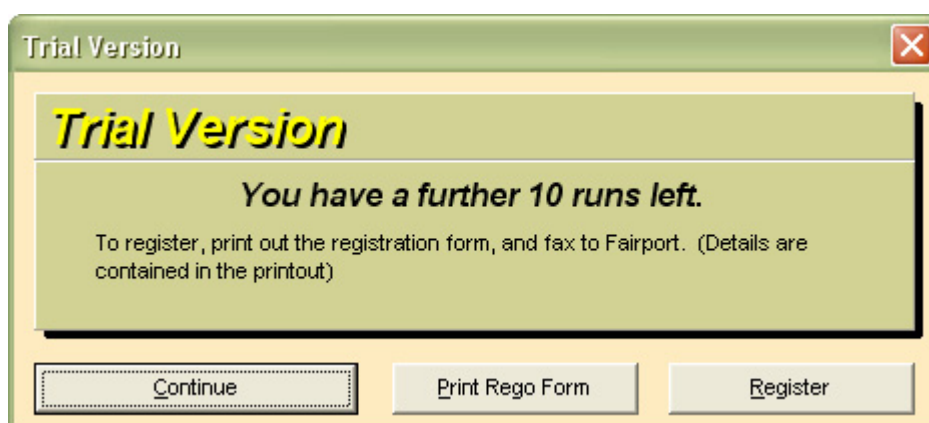 Trial Version
Trial Version
You have a further 10 runs left.
To register, print out the registration form, and fax to Fairport. (Details are
contained in the printout)
Continue Print Rego Form Register